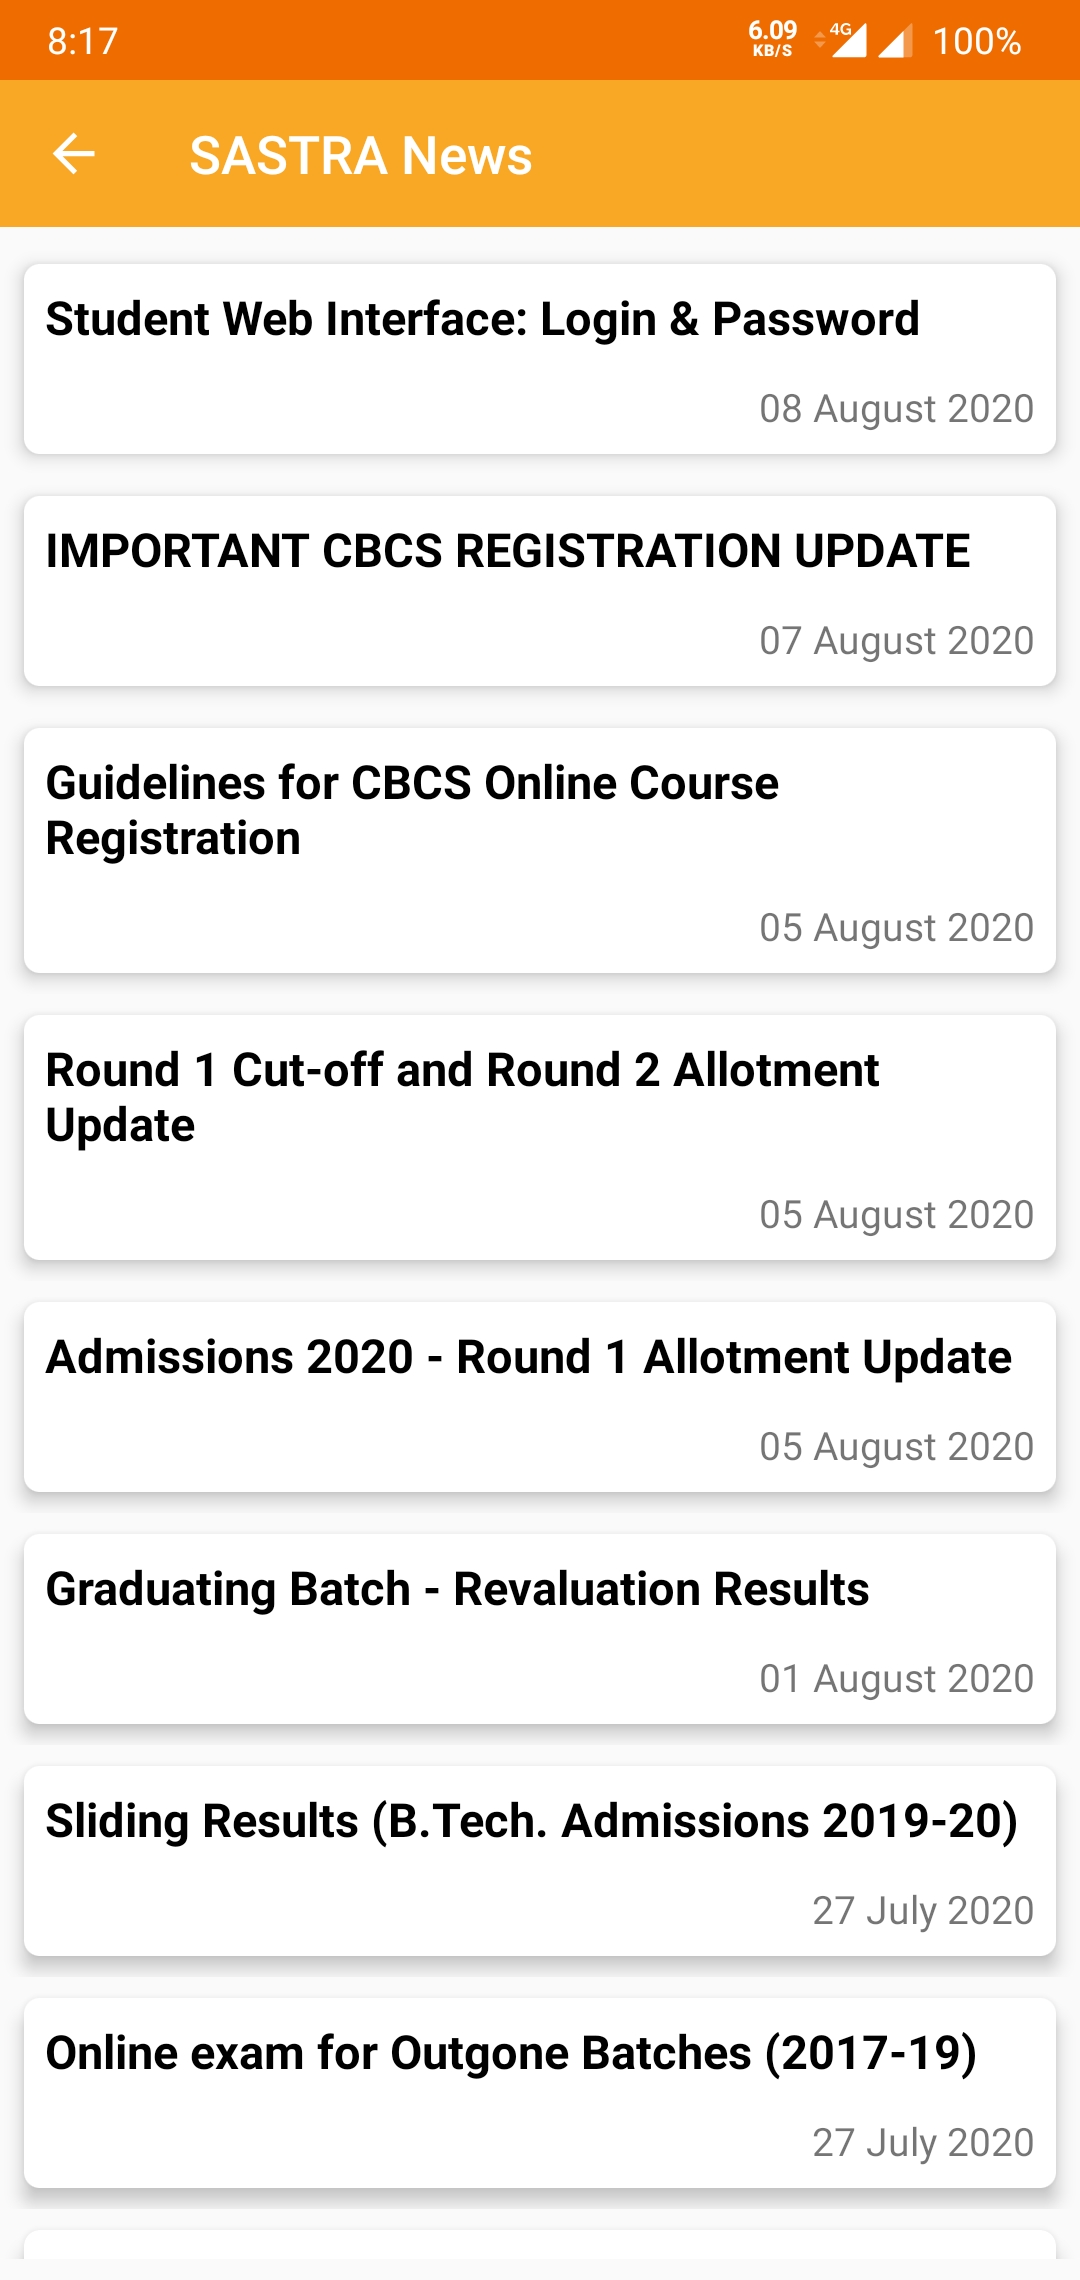 8:17
6.09
KB/S
4G
100%
SASTRA News
Student Web Interface: Login & Password
08 August 2020
IMPORTANT CBCS REGISTRATION UPDATE
07 August 2020
Guidelines for CBCS Online Course
Registration
05 August 2020
Round 1 Cut-off and Round 2 Allotment
Update
05 August 2020
Admissions 2020 - Round 1 Allotment Update
05 August 2020
Graduating Batch - Revaluation Results
01 August 2020
Sliding Results (B.Tech. Admissions 2019-20)
27 July 2020
Online exam for Outgone Batches (2017-19)
27 July 2020